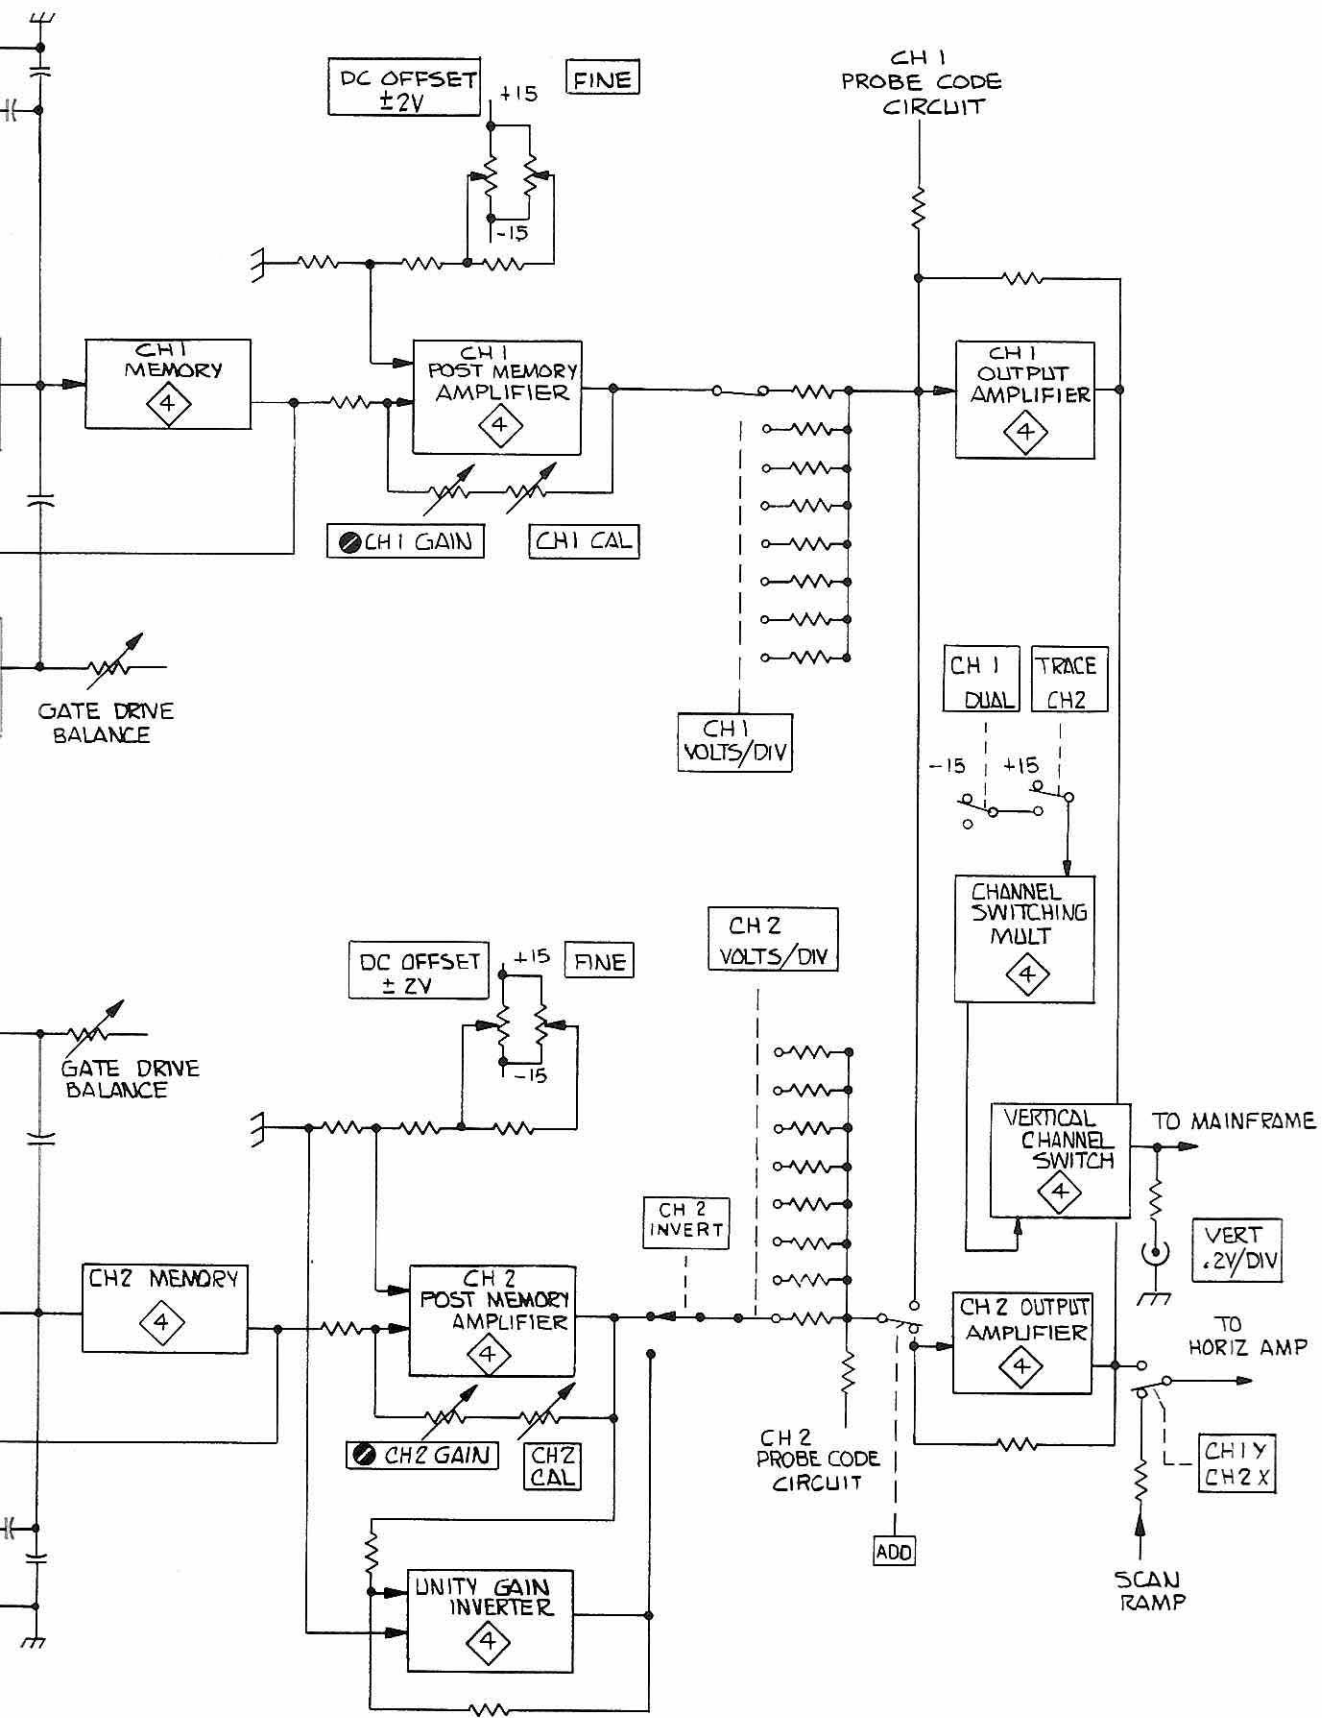 DC OFFSET
±2V
FINE
+15
-15
CH 1
PROBE CODE
CIRCUIT
CH1
MEMORY
4
CH 1
POST MEMORY
AMPLIFIER
4
CH 1
OUTPUT
AMPLIFIER
4
CH 1 GAIN
CH1 CAL
GATE DRIVE
BALANCE
CH 1
VOLTS/DIV
CH 1
DUAL
TRACE
CH2
-15
+15
CHANNEL
SWITCHING
MULT
4
CH 2
VOLTS/DIV
DC OFFSET
± 2V
FINE
+15
-15
GATE DRIVE
BALANCE
VERTICAL
CHANNEL
SWITCH
4
TO MAINFRAME
VERT
.2V/DIV
CH 2
INVERT
CH2 MEMORY
4
CH 2
POST MEMORY
AMPLIFIER
4
CH 2 OUTPUT
AMPLIFIER
4
TO
HORIZ AMP
CH2 GAIN
CH2
CAL
CH 2
PROBE CODE
CIRCUIT
CH1Y
CH2X
ADD
SCAN
RAMP
UNITY GAIN
INVERTER
4